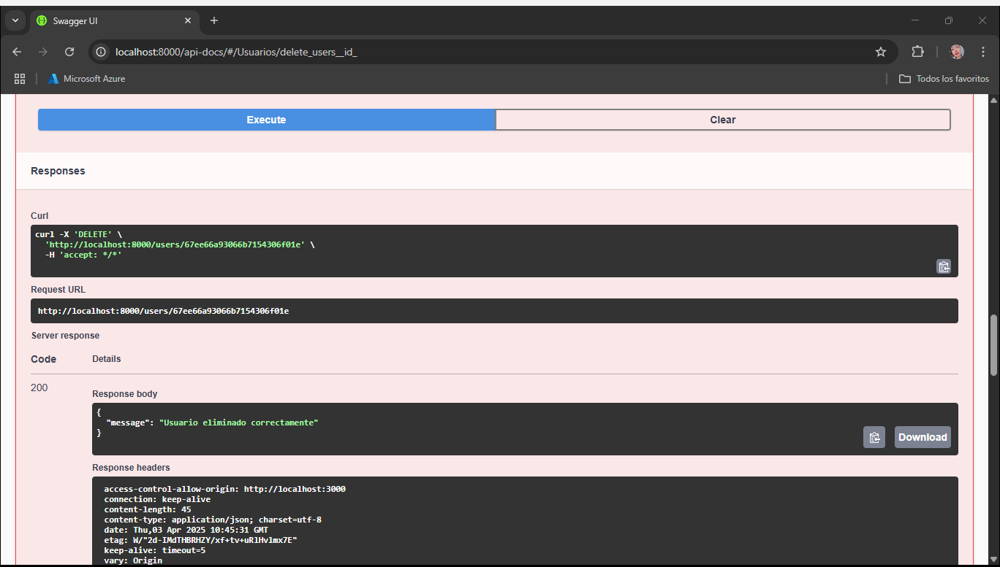 Swagger UI
localhost:8000/api-docs/#/Usuarios/delete_users__id_
Microsoft Azure
Todos los favoritos
Execute
Clear
Responses
Curl
curl -X 'DELETE' \
'http://localhost:8000/users/67ee66a93066b7154306f01e' \
-H 'accept: */*'
Request URL
http://localhost:8000/users/67ee66a93066b7154306f01e
Server response
Code Details
200
Response body
{
"message": "Usuario eliminado correctamente"
}
Download
Response headers
access-control-allow-origin: http://localhost:3000
connection: keep-alive
content-length: 45
content-type: application/json; charset=utf-8
date: Thu,03 Apr 2025 10:45:31 GMT
etag: W/"2d-IMdTHBRHZY/xf+tv+uRlHvlmx7E"
keep-alive: timeout=5
vary: Origin